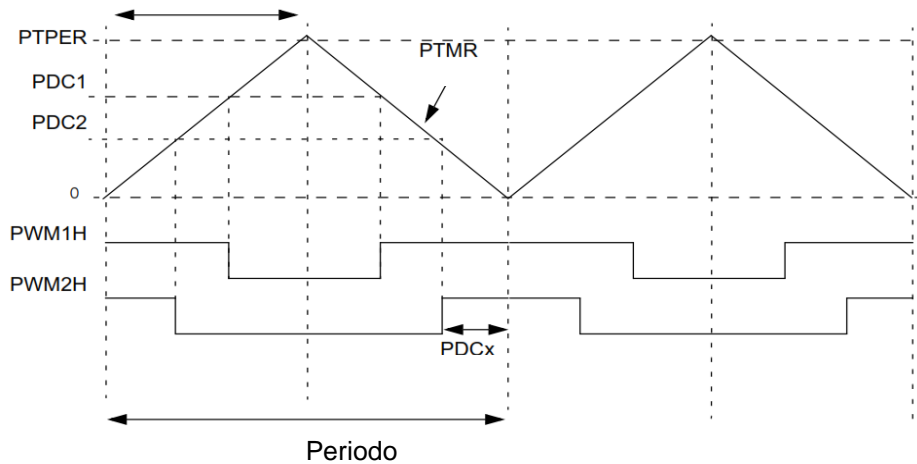 PTPER
PTMR
PDC1
PDC2
0
PWM1H
PWM2H
PDCx
Periodo